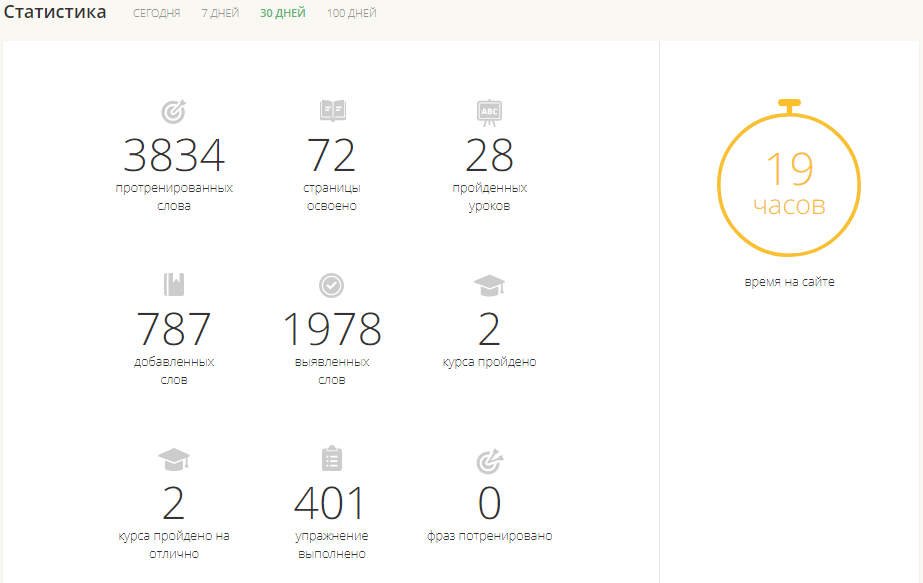 Статистика СЕГОДНЯ 7 ДНЕЙ 30 ДНЕЙ 100 ДНЕЙ
ABC
3834 72 28
протренированных страницы пройденных
слова освоено уроков
19
часов
время на сайте
787 1978 2
добавленных выявленных курса пройдено
слов слов
2 401 0
курса пройдено на упражнение фраз потренировано
отлично выполнено